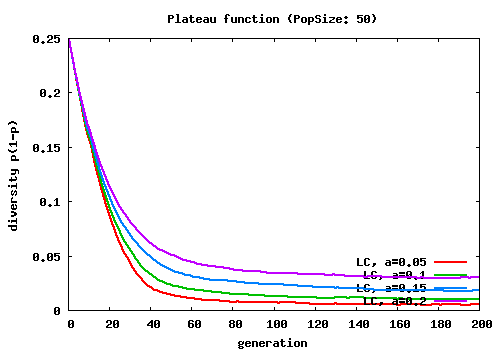 Plateau function (PopSize: 50)
0.25
0.2
0.15
0.1
0.05
0
diversity p(1-p)
LC, a=0.05
LC, a=0.1
LC, a=0.15
LC, a=0.2
0 20 40 60 80 100 120 140 160 180 200
generation